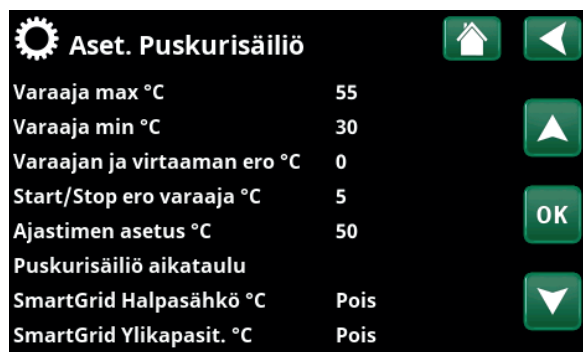 Aset. Puskurisäiliö
Varaaja max °C 55
Varaaja min °C 30
Varaajan ja virtaaman ero °C 0
Start/Stop ero varaaja °C 5
Ajastimen asetus °C 50
OK
Puskurisäiliö aikataulu
SmartGrid Halpasähkö °C Pois
SmartGrid Ylikapasit. °C Pois